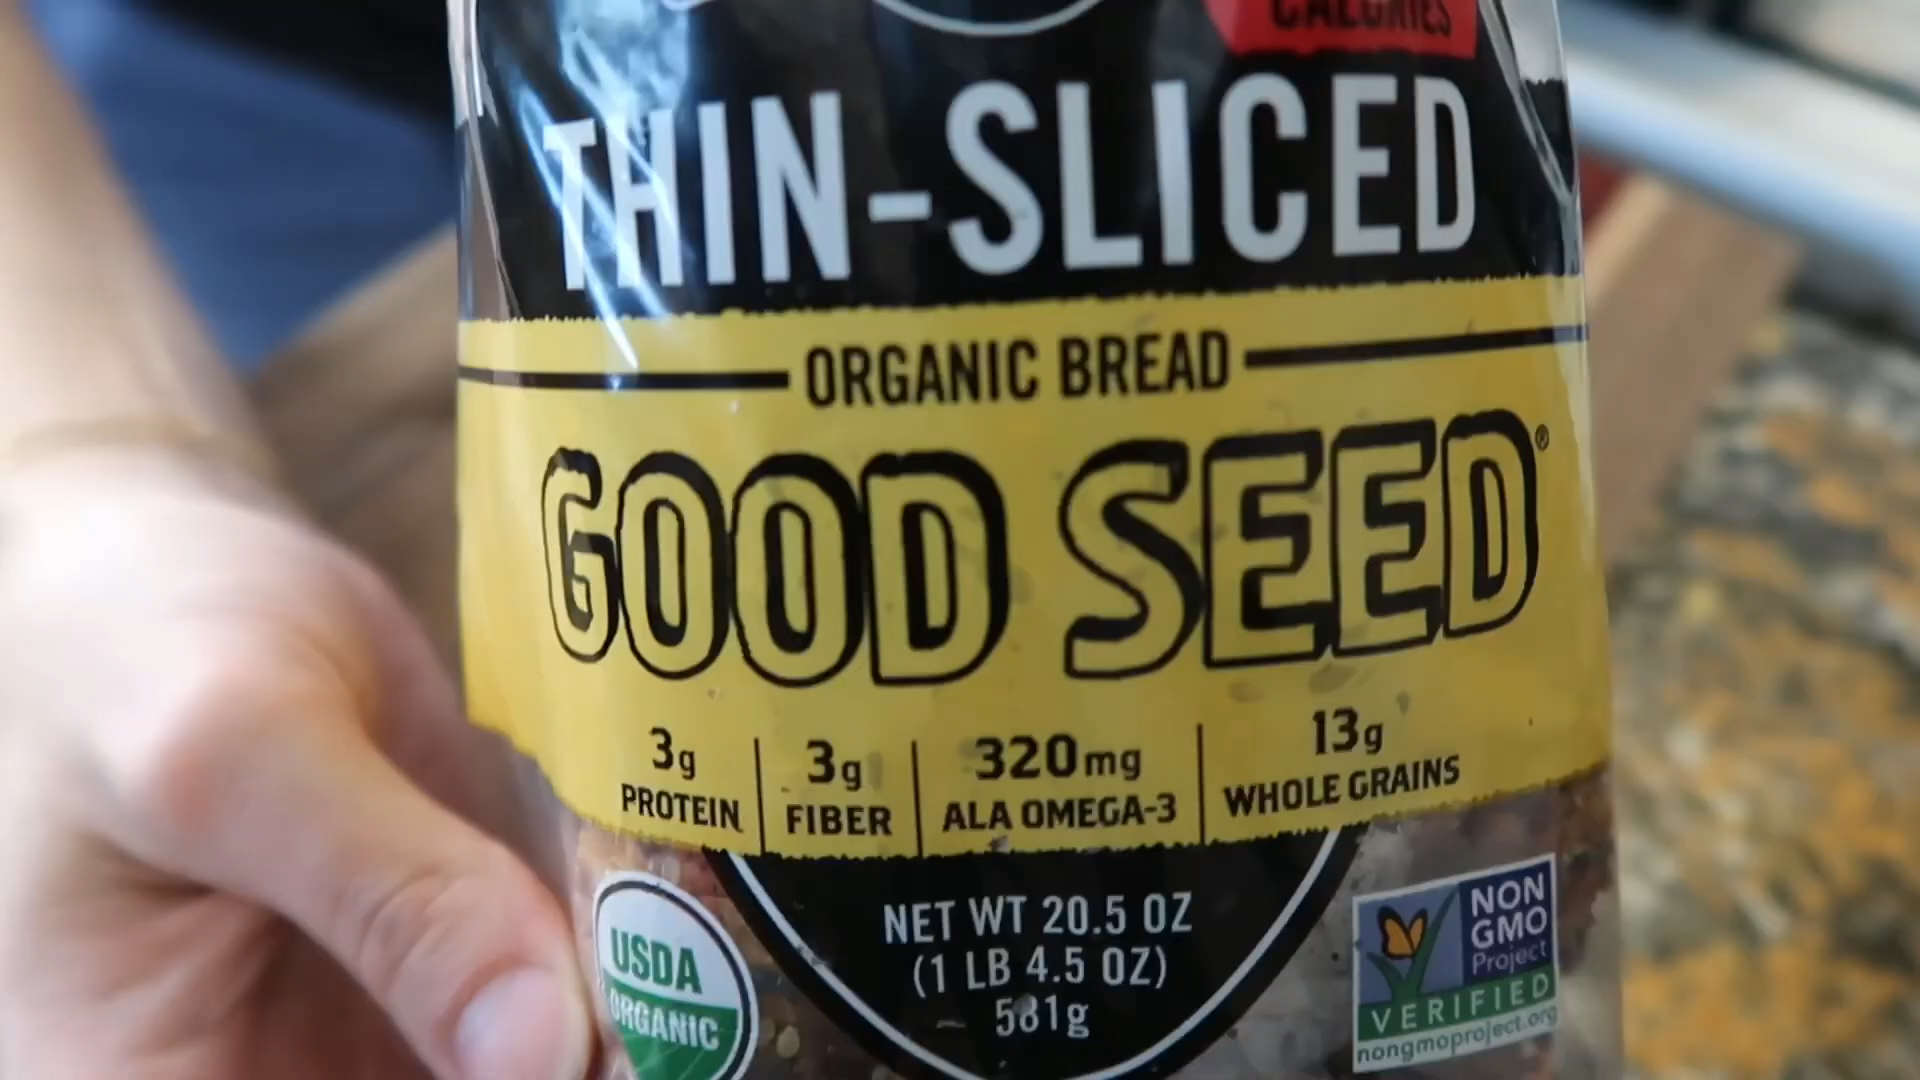 CALORIES
THIN-SLICED
ORGANIC BREAD
GOOD SEED®
3g PROTEIN
3g FIBER
320mg ALA OMEGA-3
13g WHOLE GRAINS
NET WT 20.5 OZ
(1 LB 4.5 OZ)
581g
USDA
ORGANIC
NON
GMO
Project
VERIFIED
nongmoproject.org